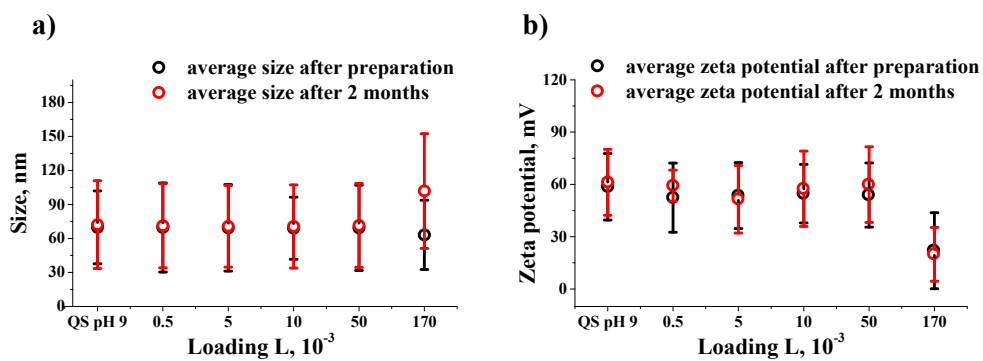 a)
average size after preparation
average size after 2 months
Size, nm
180
150
120
90
60
30
0
QS pH 9 0.5 5 10 50 170
Loading L, 10⁻³
b)
average zeta potential after preparation
average zeta potential after 2 months
Zeta potential, mV
120
90
60
30
0
QS pH 9 0.5 5 10 50 170
Loading L, 10⁻³